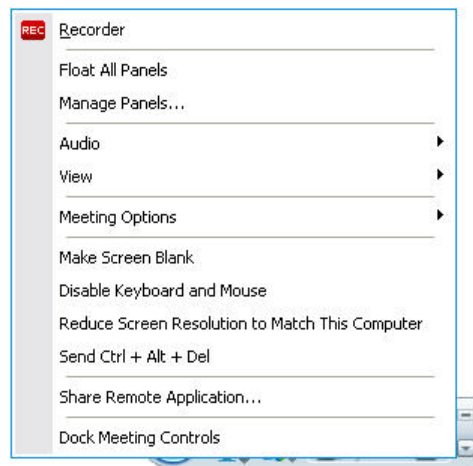 REC Recorder
Float All Panels
Manage Panels...
Audio
View
Meeting Options
Make Screen Blank
Disable Keyboard and Mouse
Reduce Screen Resolution to Match This Computer
Send Ctrl + Alt + Del
Share Remote Application...
Dock Meeting Controls